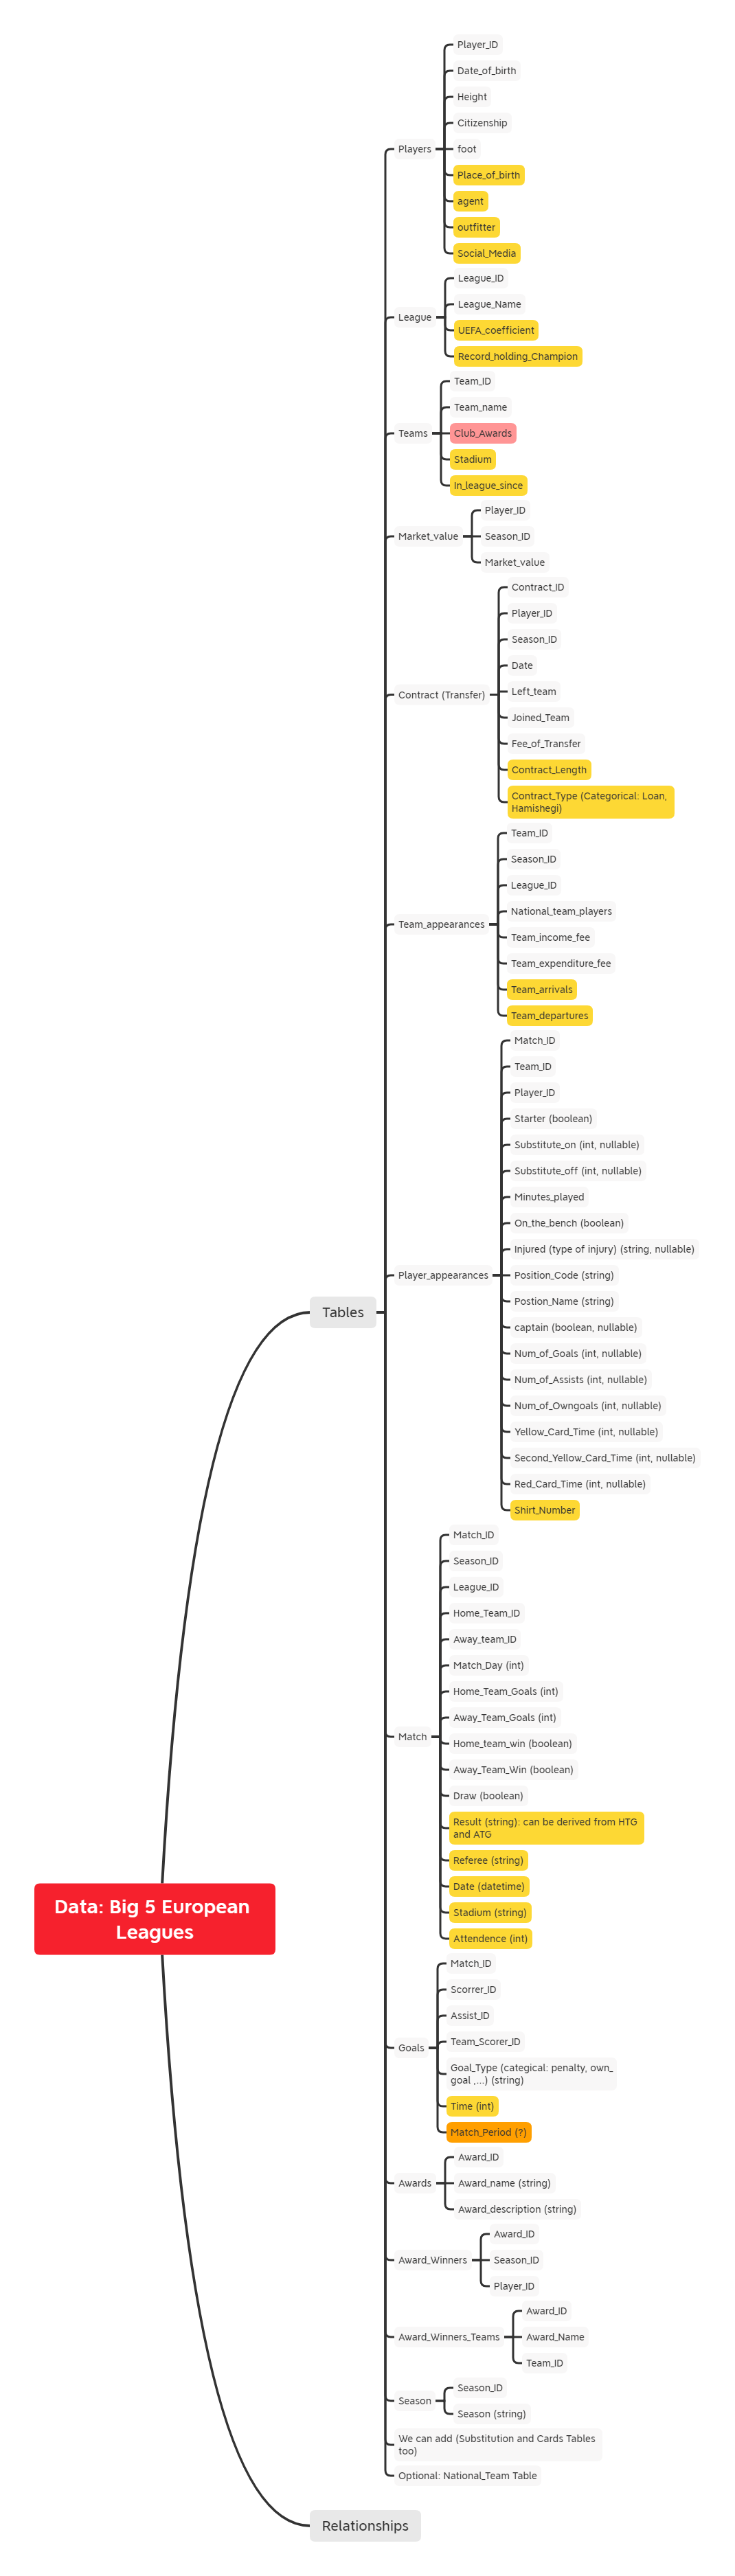 Player_ID
Date_of_birth
Height
Citizenship
Players
foot
Place_of_birth
agent
outfitter
Social_Media
League_ID
League_Name
League
UEFA_coefficient
Record_holding_Champion
Team_ID
Team_name
Teams
Club_Awards
Stadium
In_league_since
Player_ID
Market_value
Season_ID
Market_value
Contract_ID
Player_ID
Season_ID
Date
Contract (Transfer)
Left_team
Joined_Team
Fee_of_Transfer
Contract_Length
Contract_Type (Categorical: Loan,
Hamishegi)
Team_ID
Season_ID
League_ID
National_team_players
Team_appearances
Team_income_fee
Team_expenditure_fee
Team_arrivals
Team_departures
Match_ID
Team_ID
Player_ID
Starter (boolean)
Substitute_on (int, nullable)
Substitute_off (int, nullable)
Minutes_played
On_the_bench (boolean)
Injured (type of injury) (string, nullable)
Player_appearances
Position_Code (string)
Postion_Name (string)
captain (boolean, nullable)
Num_of_Goals (int, nullable)
Num_of_Assists (int, nullable)
Num_of_Owngoals (int, nullable)
Yellow_Card_Time (int, nullable)
Second_Yellow_Card_Time (int, nullable)
Red_Card_Time (int, nullable)
Shirt_Number
Tables
Match_ID
Season_ID
League_ID
Home_Team_ID
Away_team_ID
Match_Day (int)
Home_Team_Goals (int)
Away_Team_Goals (int)
Match
Home_team_win (boolean)
Away_Team_Win (boolean)
Draw (boolean)
Result (string): can be derived from HTG
and ATG
Referee (string)
Date (datetime)
Stadium (string)
Attendence (int)
Data: Big 5 European
Leagues
Match_ID
Scorrer_ID
Assist_ID
Team_Scorer_ID
Goals
Goal_Type (categical: penalty, own_
goal ,...) (string)
Time (int)
Match_Period (?)
Award_ID
Awards
Award_name (string)
Award_description (string)
Award_ID
Award_Winners
Season_ID
Player_ID
Award_ID
Award_Winners_Teams
Award_Name
Team_ID
Season_ID
Season
Season (string)
We can add (Substitution and Cards Tables
too)
Optional: National_Team Table
Relationships